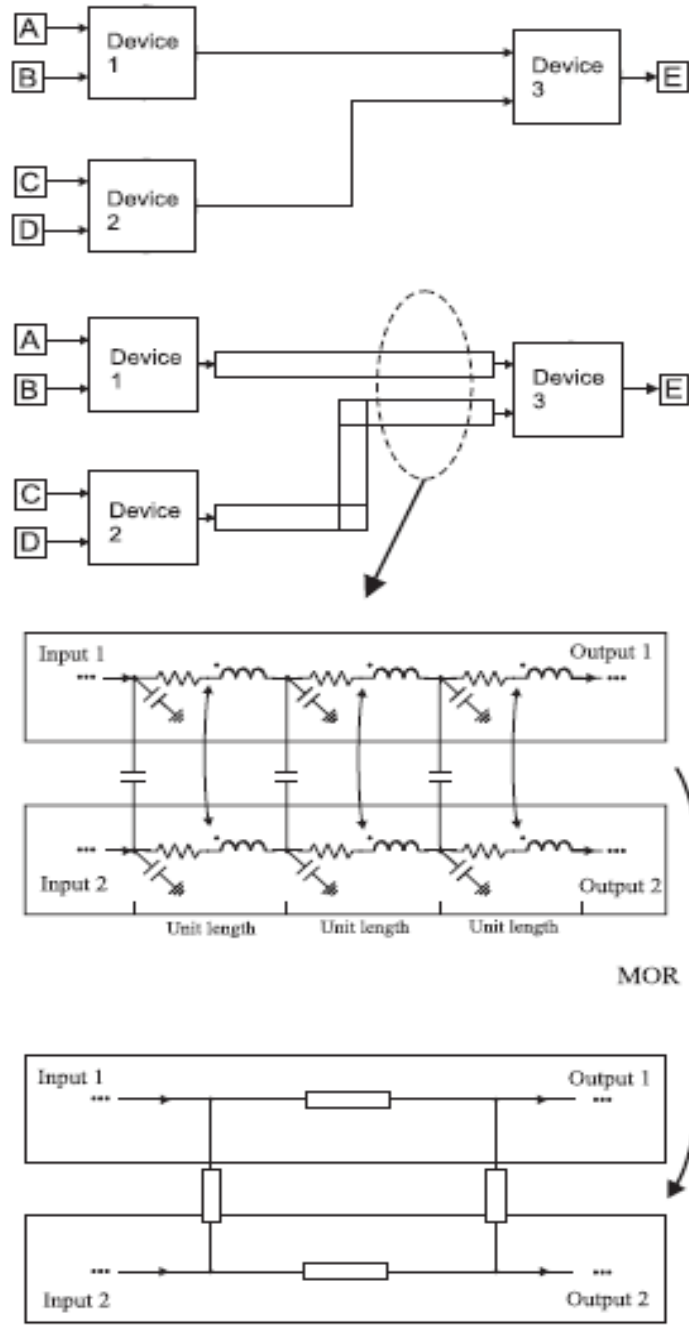 A
B
Device
1
Device
3
E
C
D
Device
2
A
B
Device
1
Device
3
E
C
D
Device
2
Input 1
Output 1
...
...
...
...
Input 2
Output 2
Unit length
Unit length
Unit length
MOR
Input 1
Output 1
...
...
...
...
Input 2
Output 2